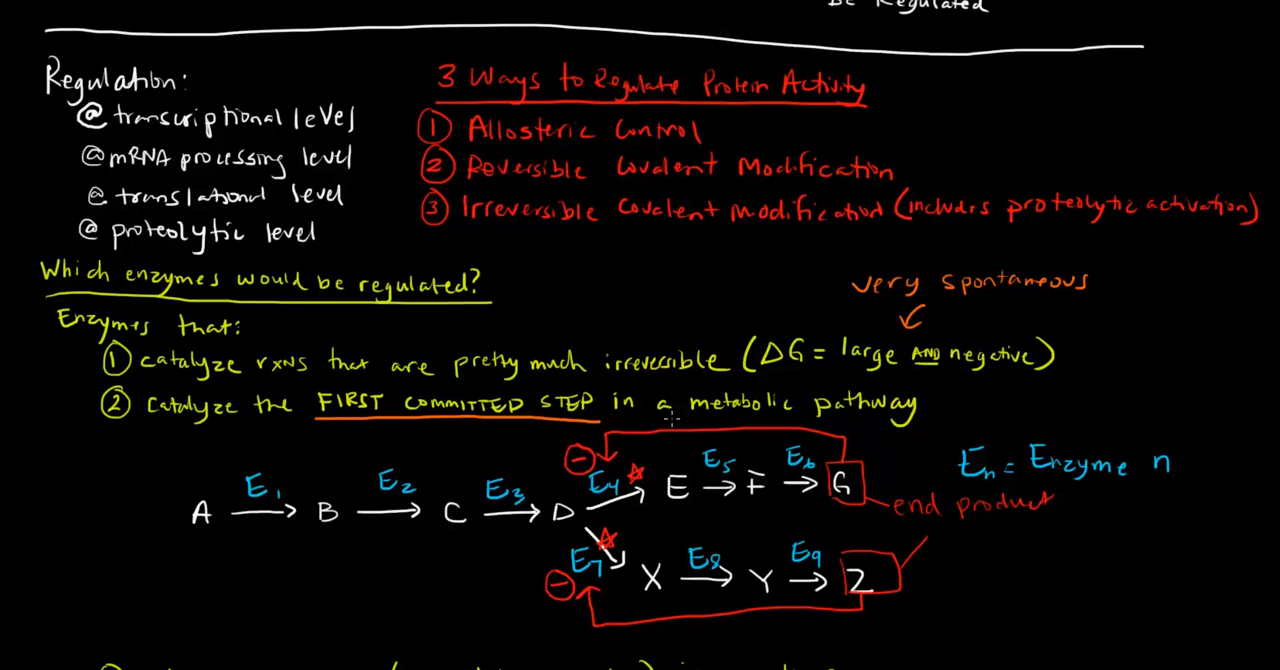 Be Regulated
Regulation:
@ transcriptional level
@ mRNA processing level
@ translational level
@ proteolytic level
3 Ways to Regulate Protein Activity
① Allosteric Control
② Reversible Covalent Modification
③ Irreversible Covalent Modification (includes proteolytic activation)
Which enzymes would be regulated?
Enzymes that:
very spontaneous
① catalyze rxns that are pretty much irreversible (ΔG = large AND negative)
② catalyze the FIRST COMMITTED STEP in a metabolic pathway
A E1 B E2 C E3 D E4 E E5 F E6 G
En = Enzyme n
end product
E7 X E8 Y E9 Z